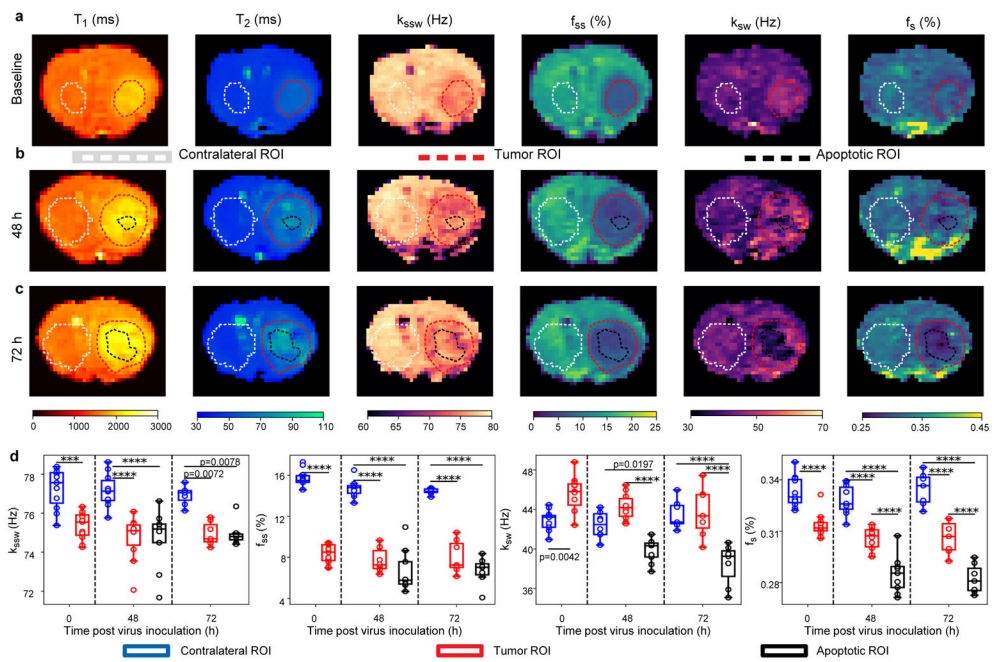 a
T1 (ms)
T2 (ms)
kssw (Hz)
fss (%)
ksw (Hz)
fs (%)
Baseline
Contralateral ROI
Tumor ROI
Apoptotic ROI
b
48 h
c
72 h
0 1000 2000 3000
30 50 70 90 110
60 65 70 75 80
0 5 10 15 20 25
30 70
0.25 0.45
d
kssw (Hz)
78
76
74
72
***
****
****
p=0.0078
p=0.0072
0 48 72
Time post virus inoculation (h)
fss (%)
16
12
8
4
****
****
****
****
****
0 48 72
Time post virus inoculation (h)
ksw (Hz)
48
44
40
36
p=0.0042
p=0.0197
****
****
****
0 48 72
Time post virus inoculation (h)
fs (%)
0.34
0.31
0.28
****
****
****
****
****
****
****
0 48 72
Time post virus inoculation (h)
Contralateral ROI
Tumor ROI
Apoptotic ROI